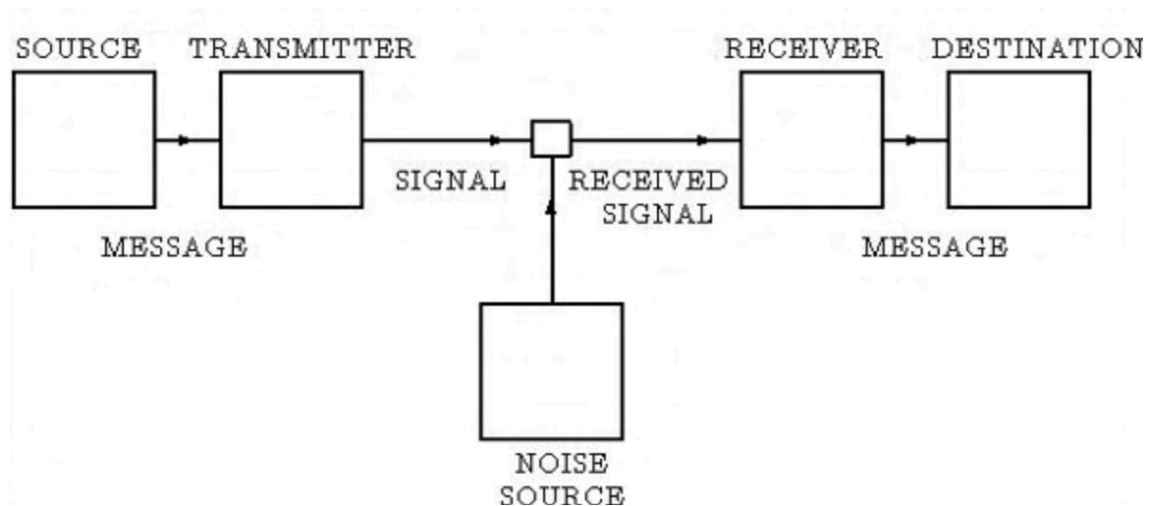 SOURCE
TRANSMITTER
RECEIVER
DESTINATION
SIGNAL
RECEIVED
SIGNAL
MESSAGE
MESSAGE
NOISE
SOURCE